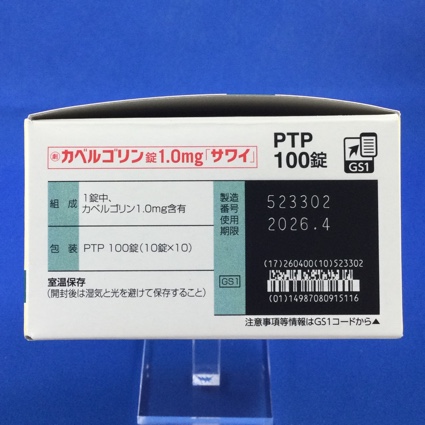 劇 カベルゴリン錠1.0mg「サワイ」
PTP
100錠
GS1
組成
1錠中、
カベルゴリン1.0mg含有
包装
PTP 100錠(10錠×10)
室温保存
(開封後は湿気と光を避けて保存すること)
製造
番号
使用
期限
523302
2026.4
GS1
(17)260400(10)523302
(01)14987080915116
注意事項等情報はGS1コードから▲